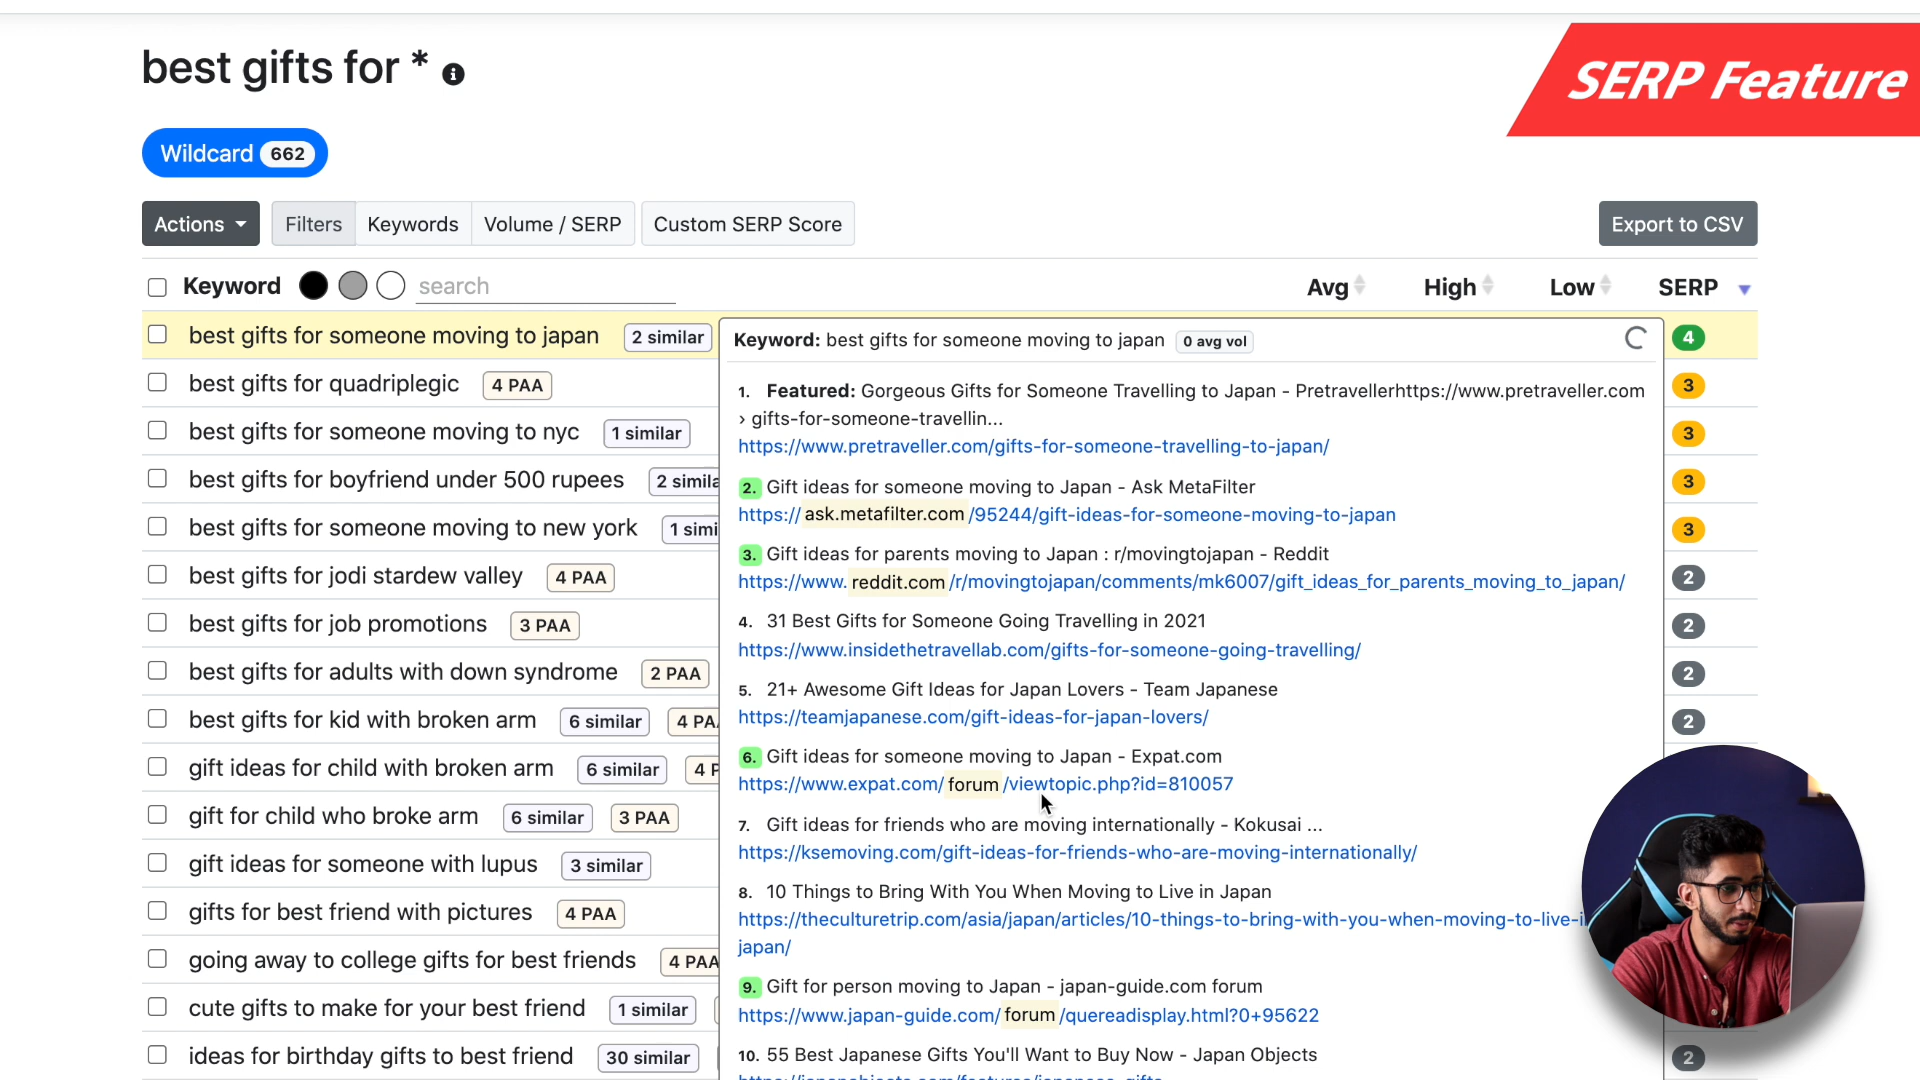 best gifts for *
SERP Feature
Wildcard 662
Actions Filters Keywords Volume / SERP Custom SERP Score Export to CSV
Keyword search Avg High Low SERP
best gifts for someone moving to japan 2 similar 4
best gifts for quadriplegic 4 PAA 3
best gifts for someone moving to nyc 1 similar 3
best gifts for boyfriend under 500 rupees 2 simila 3
best gifts for someone moving to new york 1 simi 3
best gifts for jodi stardew valley 4 PAA 2
best gifts for job promotions 3 PAA 2
best gifts for adults with down syndrome 2 PAA 2
best gifts for kid with broken arm 6 similar 4 PA 2
gift ideas for child with broken arm 6 similar 4 P
gift for child who broke arm 6 similar 3 PAA
gift ideas for someone with lupus 3 similar
gifts for best friend with pictures 4 PAA
going away to college gifts for best friends 4 PAA
cute gifts to make for your best friend 1 similar
ideas for birthday gifts to best friend 30 similar 2
Keyword: best gifts for someone moving to japan 0 avg vol
1. Featured: Gorgeous Gifts for Someone Travelling to Japan - Pretravellerhttps://www.pretraveller.com
› gifts-for-someone-travellin...
https://www.pretraveller.com/gifts-for-someone-travelling-to-japan/
2. Gift ideas for someone moving to Japan - Ask MetaFilter
https://ask.metafilter.com/95244/gift-ideas-for-someone-moving-to-japan
3. Gift ideas for parents moving to Japan : r/movingtojapan - Reddit
https://www.reddit.com/r/movingtojapan/comments/mk6007/gift_ideas_for_parents_moving_to_japan/
4. 31 Best Gifts for Someone Going Travelling in 2021
https://www.insidethetravellab.com/gifts-for-someone-going-travelling/
5. 21+ Awesome Gift Ideas for Japan Lovers - Team Japanese
https://teamjapanese.com/gift-ideas-for-japan-lovers/
6. Gift ideas for someone moving to Japan - Expat.com
https://www.expat.com/forum/viewtopic.php?id=810057
7. Gift ideas for friends who are moving internationally - Kokusai ...
https://ksemoving.com/gift-ideas-for-friends-who-are-moving-internationally/
8. 10 Things to Bring With You When Moving to Live in Japan
https://theculturetrip.com/asia/japan/articles/10-things-to-bring-with-you-when-moving-to-live-i
japan/
9. Gift for person moving to Japan - japan-guide.com forum
https://www.japan-guide.com/forum/quereadisplay.html?0+95622
10. 55 Best Japanese Gifts You'll Want to Buy Now - Japan Objects